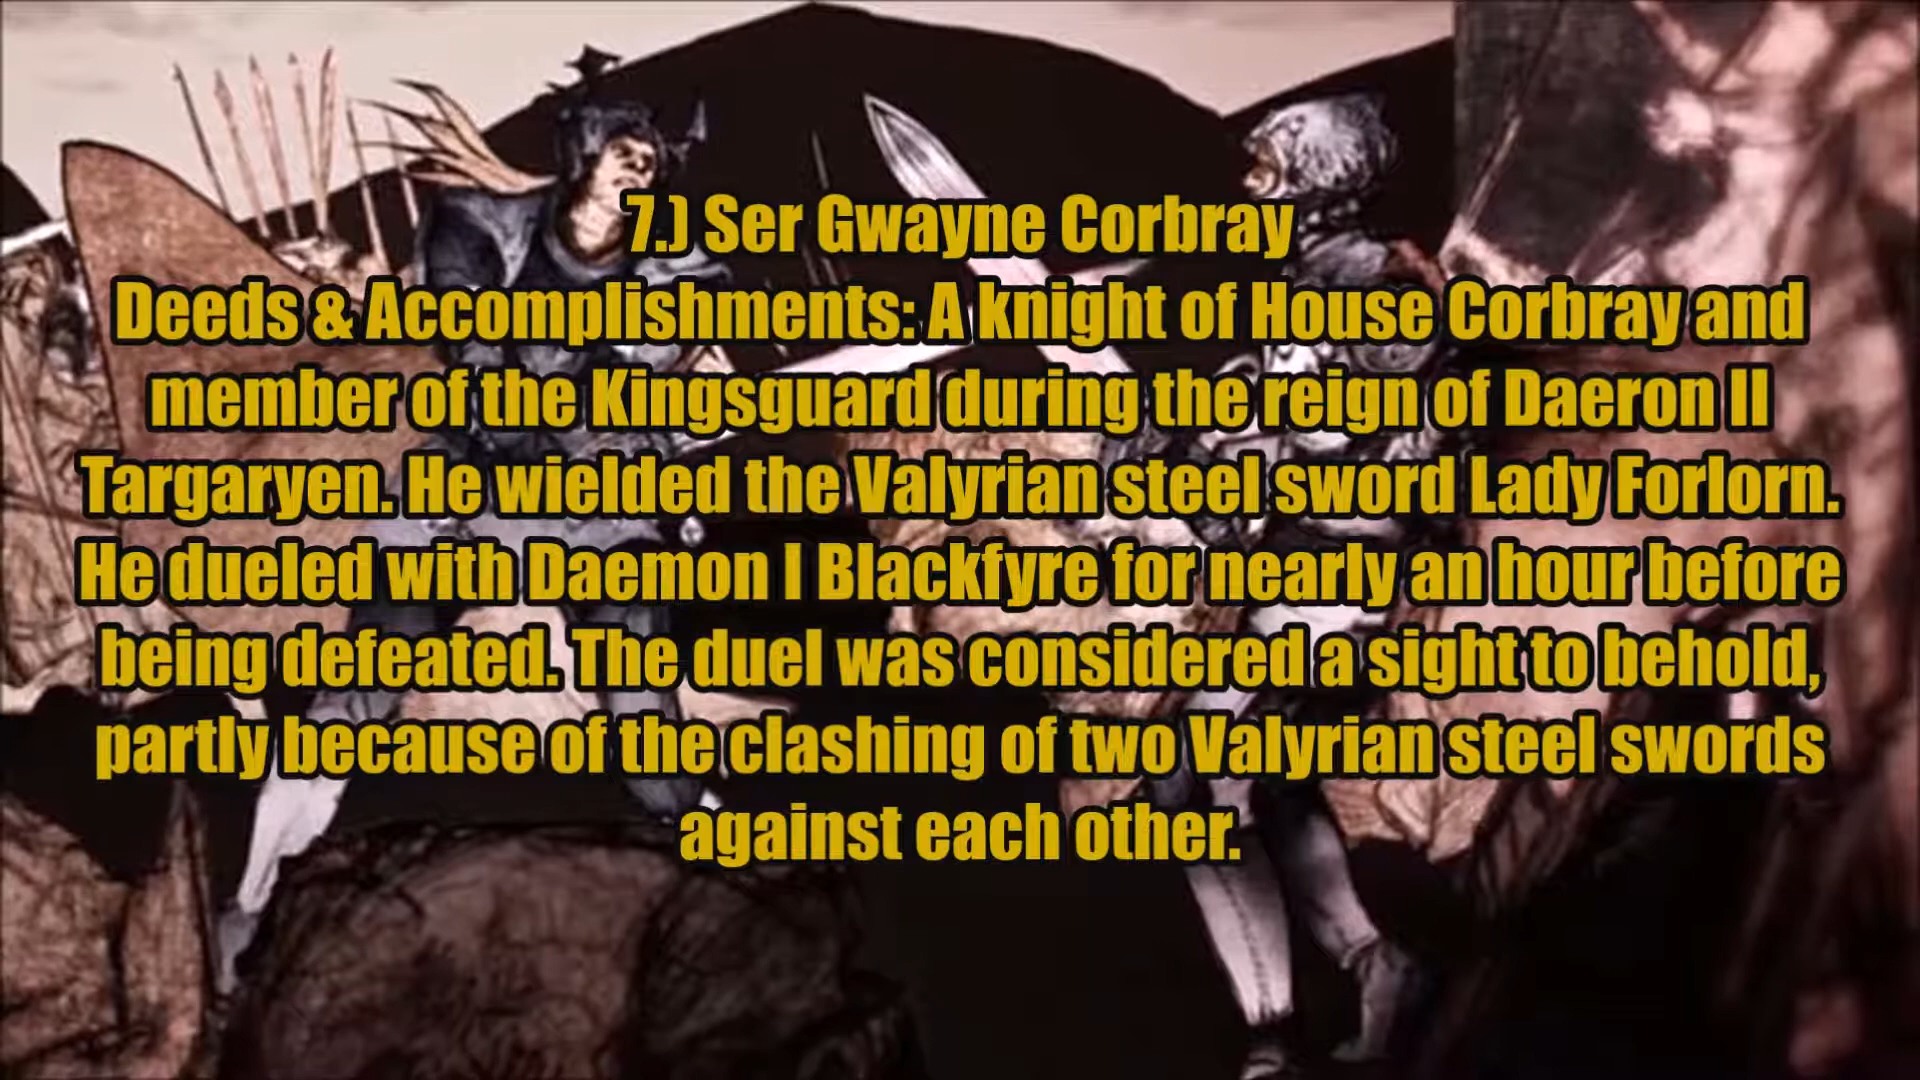 7.) Ser Gwayne Corbray
Deeds & Accomplishments: A knight of House Corbray and
member of the Kingsguard during the reign of Daeron II
Targaryen. He wielded the Valyrian steel sword Lady Forlorn.
He dueled with Daemon I Blackfyre for nearly an hour before
being defeated. The duel was considered a sight to behold,
partly because of the clashing of two Valyrian steel swords
against each other.